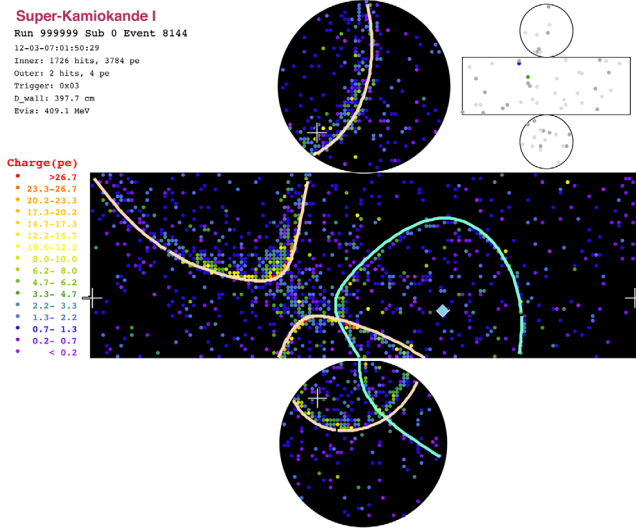 Super-Kamiokande I
Run 999999 Sub 0 Event 8144
12-03-07:01:50:29
Inner: 1726 hits, 3784 pe
Outer: 2 hits, 4 pe
Trigger: 0x03
D_wall: 397.7 cm
Evis: 409.1 MeV
Charge(pe)
>26.7
23.3-26.7
20.2-23.3
17.3-20.2
14.7-17.3
12.2-14.7
10.0-12.2
8.0-10.0
6.2- 8.0
4.7- 6.2
3.3- 4.7
2.2- 3.3
1.3- 2.2
0.7- 1.3
0.2- 0.7
< 0.2